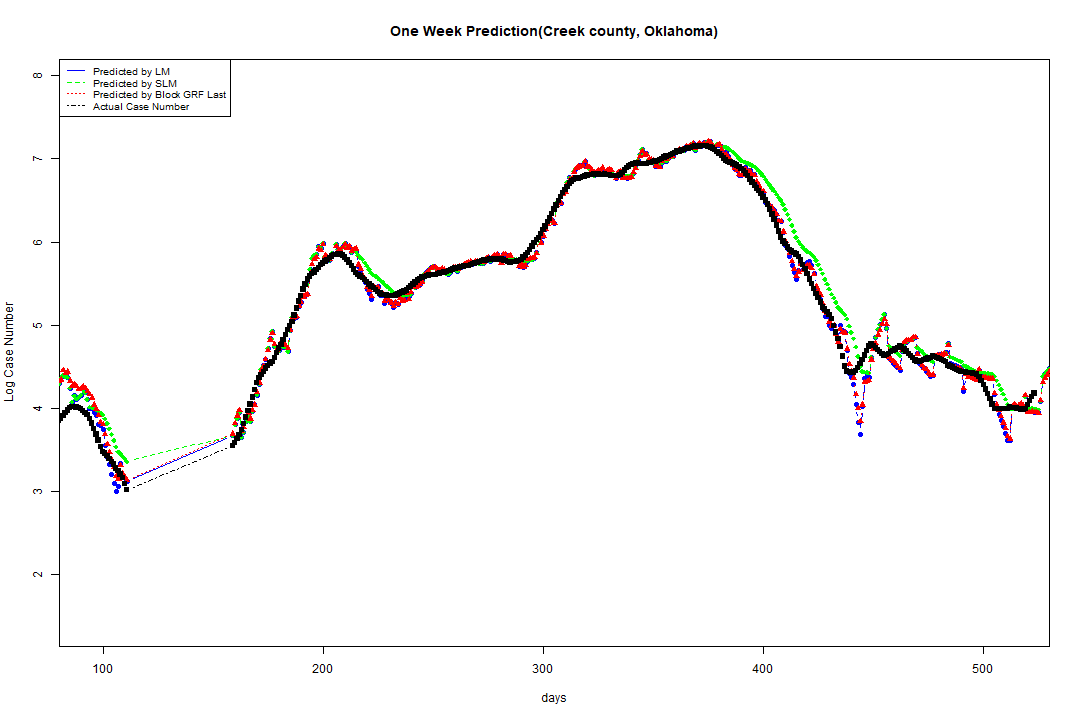 One Week Prediction(Creek county, Oklahoma)
Predicted by LM
Predicted by SLM
Predicted by Block GRF Last
Actual Case Number
8
7
6
5
4
3
2
Log Case Number
100 200 300 400 500
days